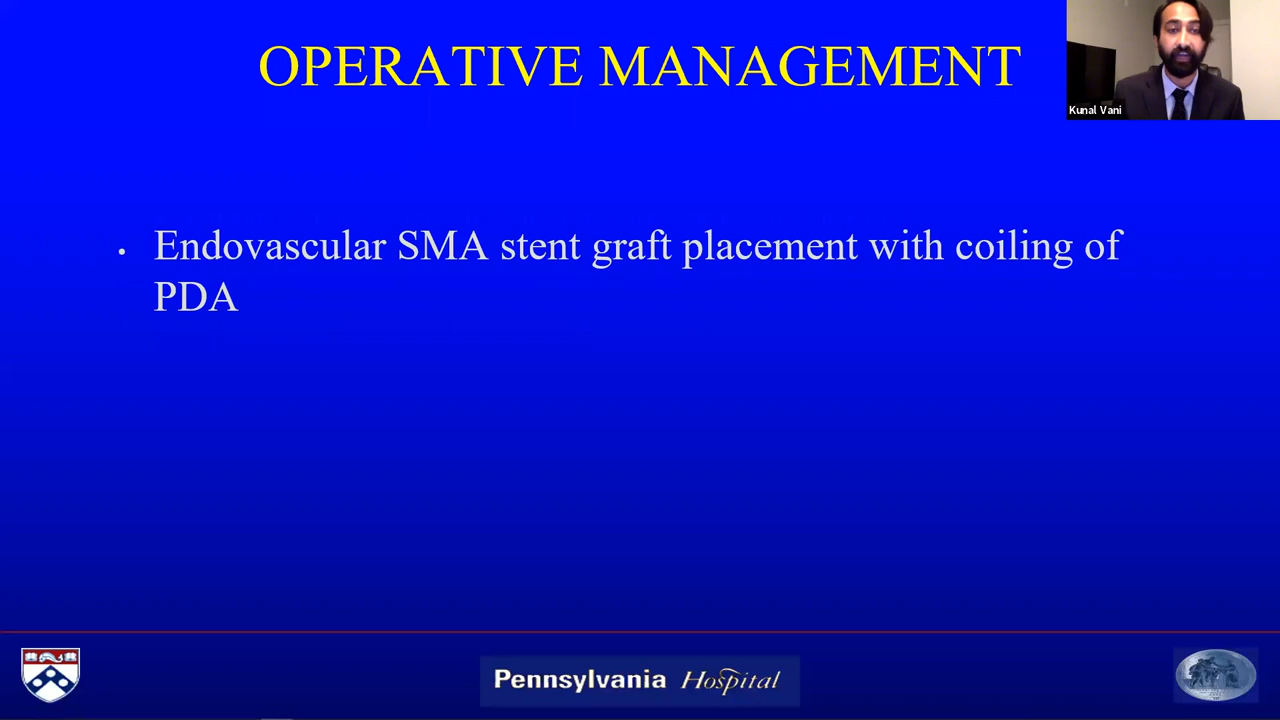 OPERATIVE MANAGEMENT
Kunal Vani
• Endovascular SMA stent graft placement with coiling of
PDA
Pennsylvania Hospital